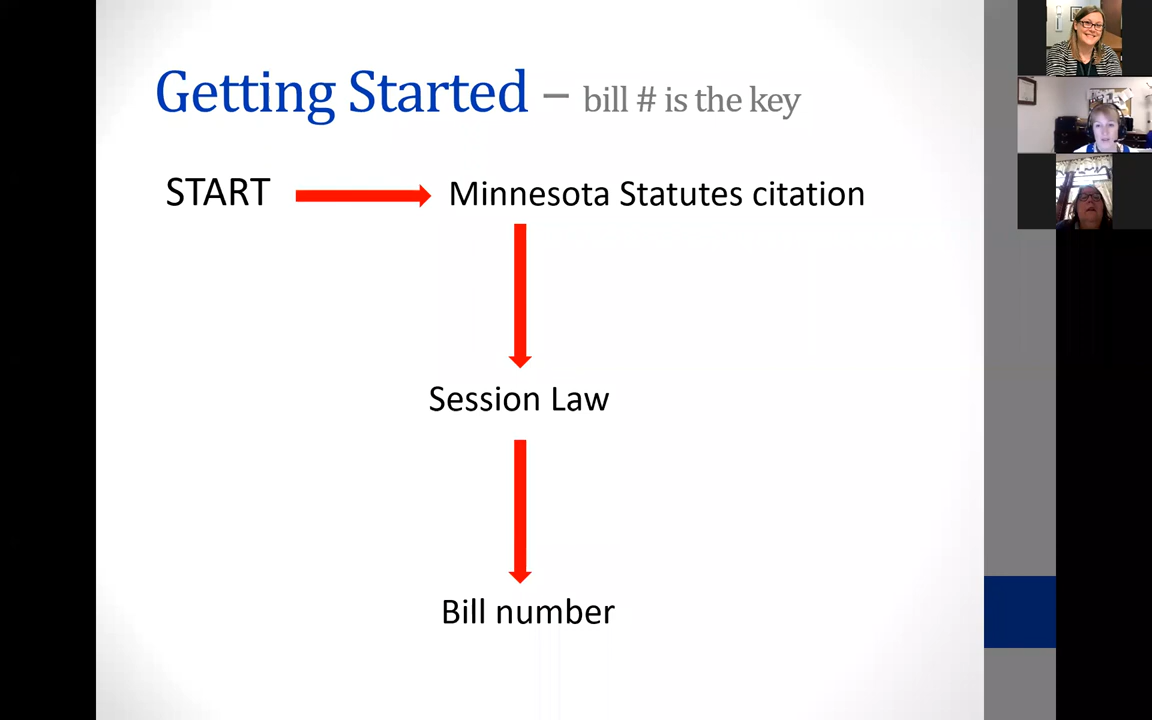 Getting Started – bill # is the key
START Minnesota Statutes citation
Session Law
Bill number